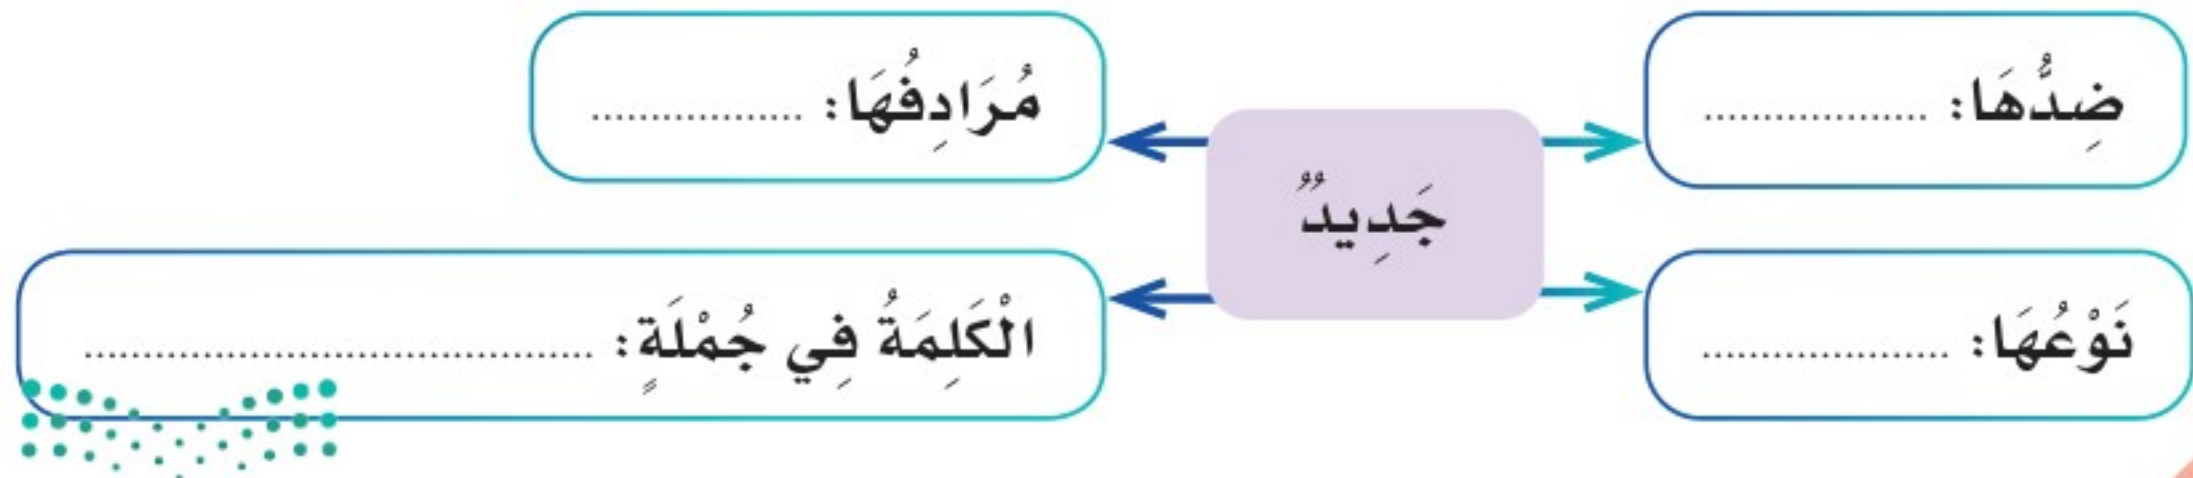 ضِدُّهَا: ...................
مُرَادِفُهَا: ..................
جَدِيدٌ
نَوْعُهَا: .....................
الْكَلِمَةُ فِي جُمْلَةٍ: ...........................................